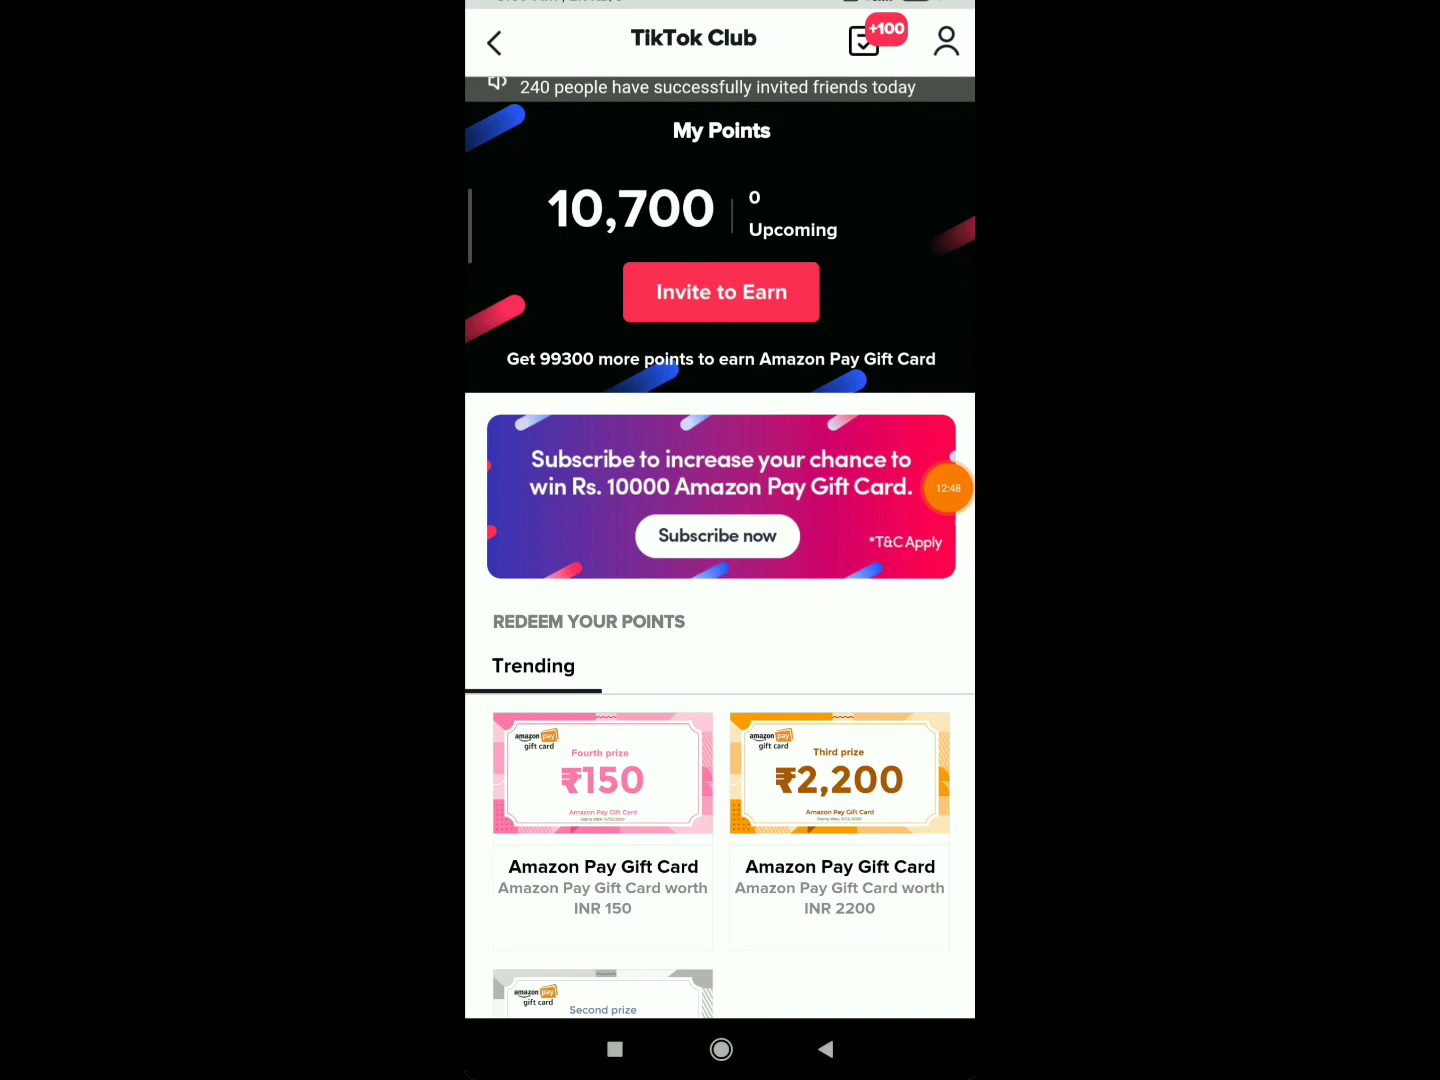 TikTok Club
+100
240 people have successfully invited friends today
My Points
10,700
0
Upcoming
Invite to Earn
Get 99300 more points to earn Amazon Pay Gift Card
Subscribe to increase your chance to
win Rs. 10000 Amazon Pay Gift Card.
12:48
Subscribe now
*T&C Apply
REDEEM YOUR POINTS
Trending
amazon pay
gift card
Fourth prize
₹150
Amazon Pay Gift Card
amazon pay
gift card
Third prize
₹2,200
Amazon Pay Gift Card
Amazon Pay Gift Card
Amazon Pay Gift Card worth
INR 150
Amazon Pay Gift Card
Amazon Pay Gift Card worth
INR 2200
amazon pay
gift card
Second prize